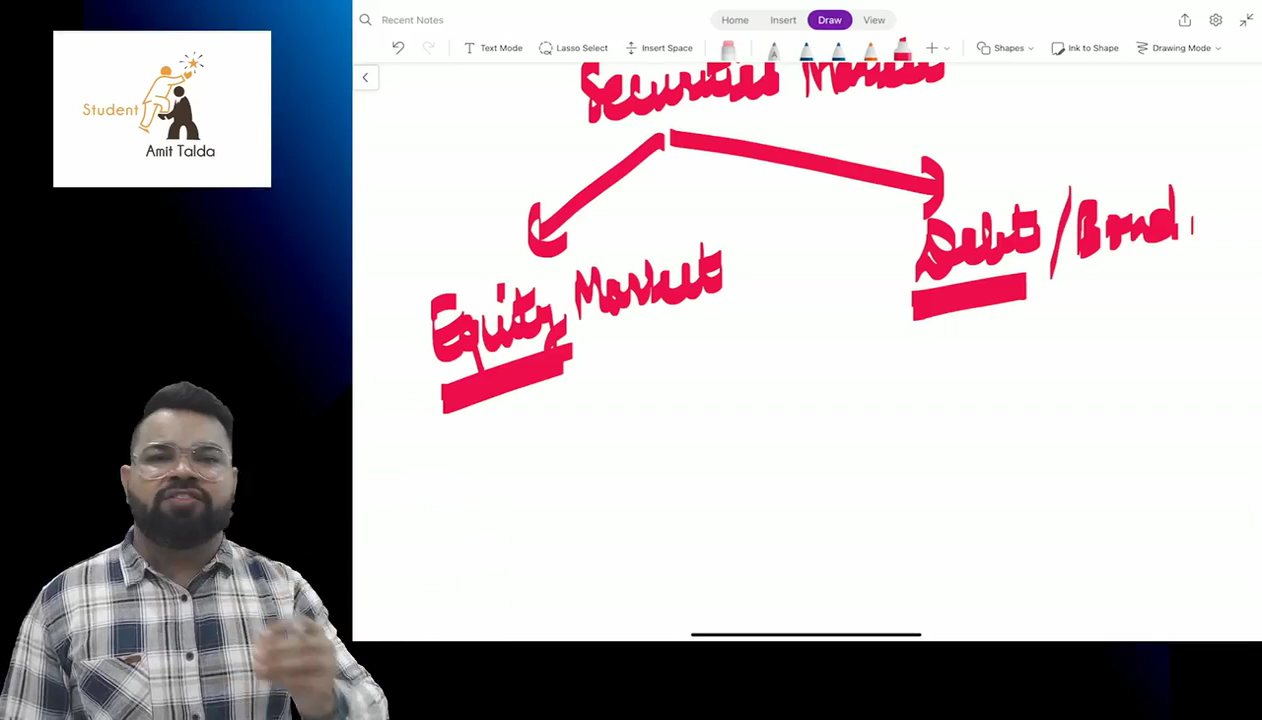 Recent Notes
Home Insert Draw View
Text Mode Lasso Select Insert Space Shapes Ink to Shape Drawing Mode
Student
Amit Talda
Securities Market
Equity Market
Debt/Bond